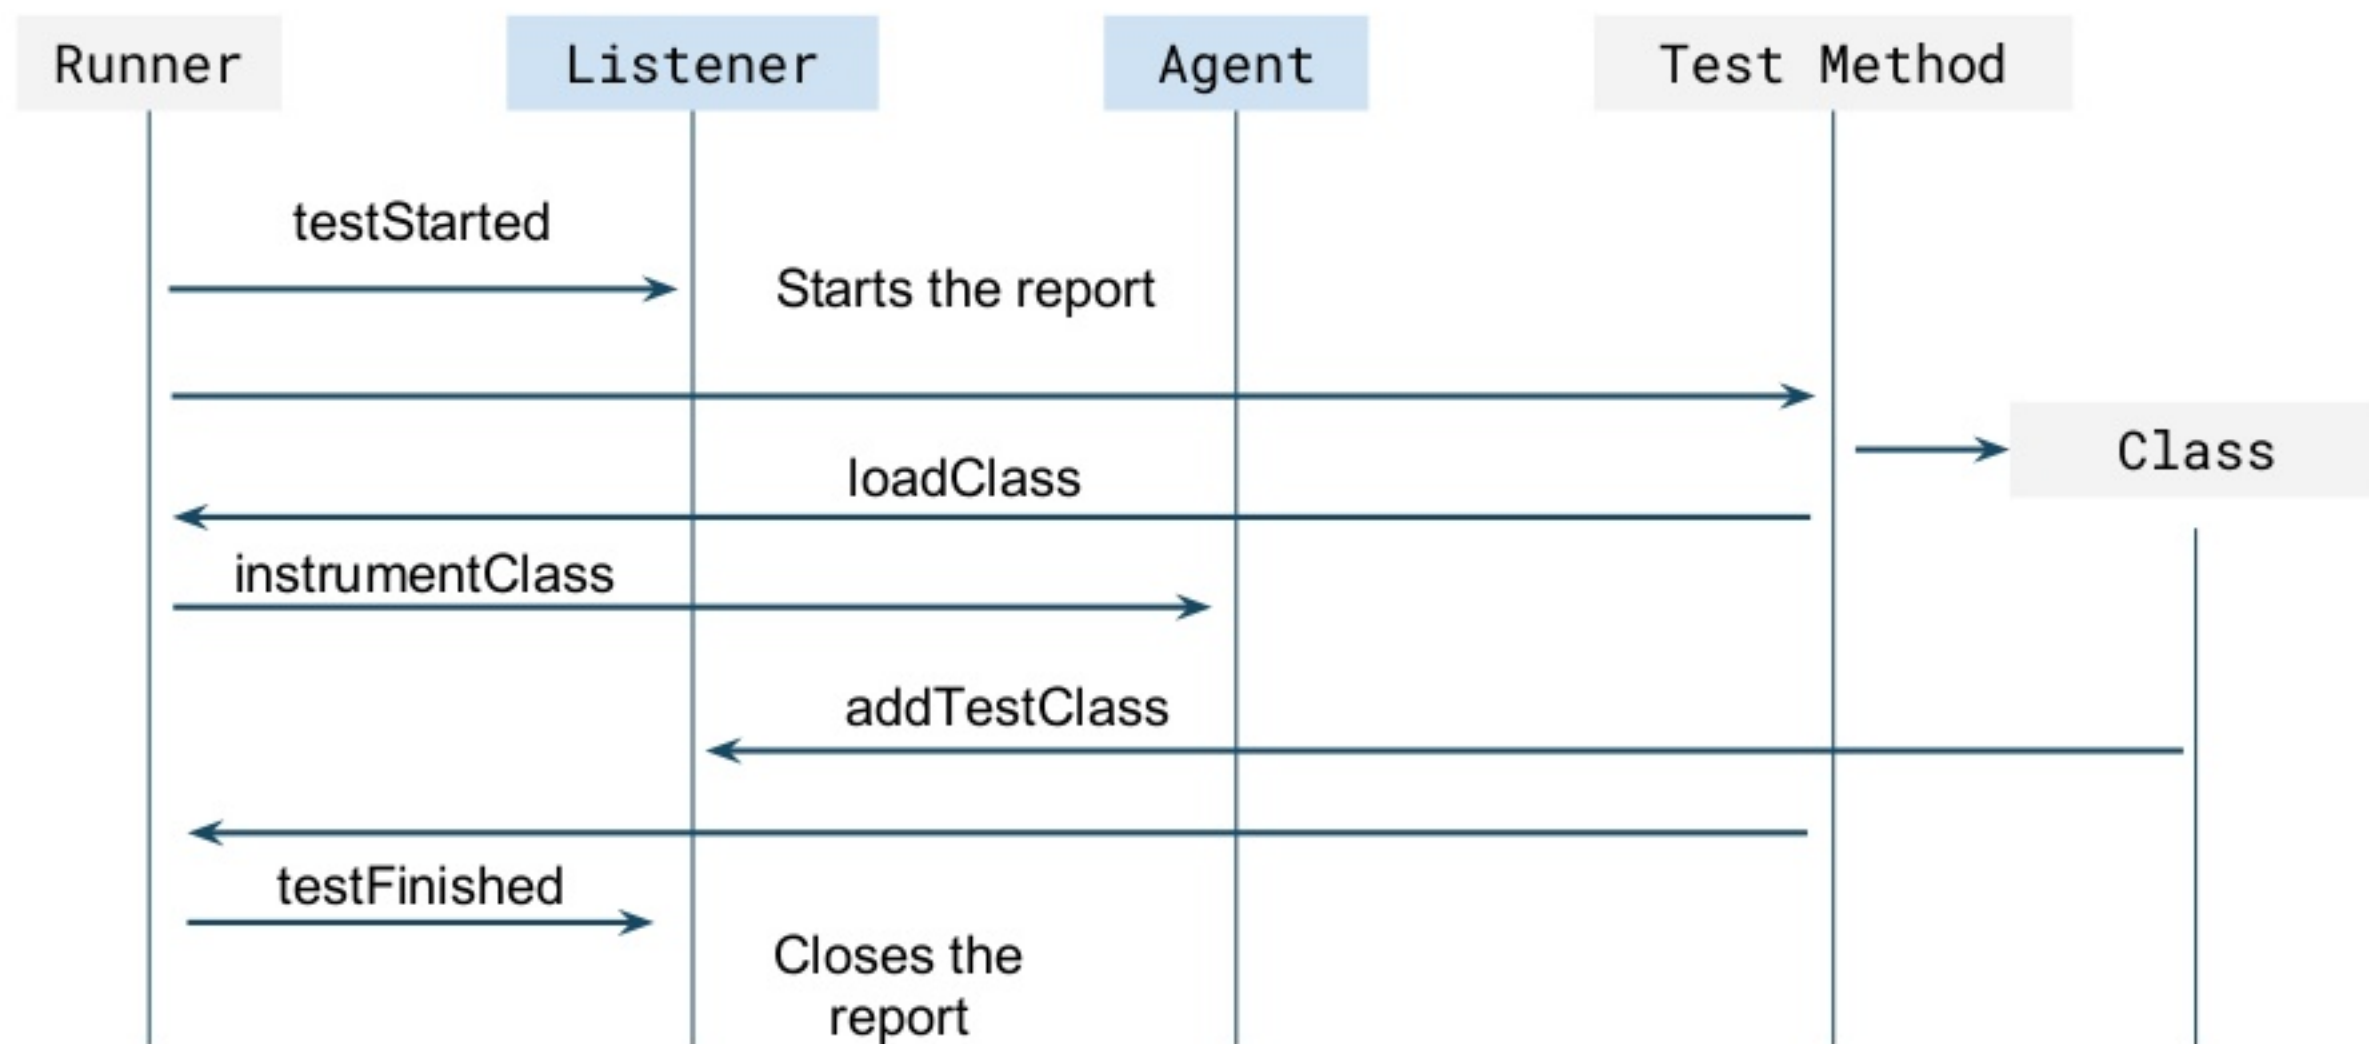 Runner
Listener
Agent
Test Method
testStarted
Starts the report
Class
loadClass
instrumentClass
addTestClass
testFinished
Closes the
report